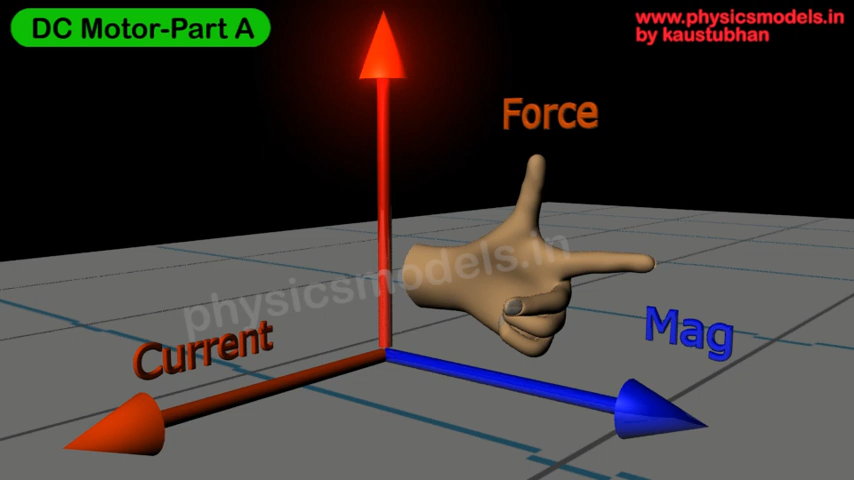 DC Motor-Part A
www.physicsmodels.in
by kaustubhan
Force
physicsmodels.in
Current
Mag